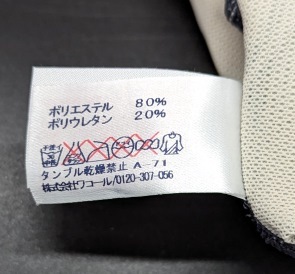 ポリエステル 80%
ポリウレタン 20%
タンブル乾燥禁止 A-71
株式会社ワコール/0120-307-056